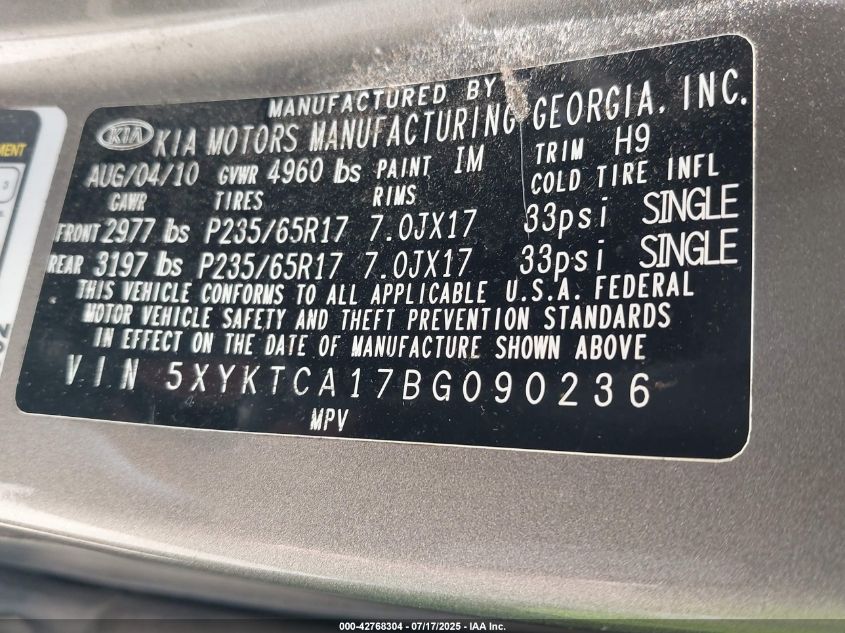 MANUFACTURED BY
KIA KIA MOTORS MANUFACTURING GEORGIA, INC.
AUG/04/10 GVWR 4960 lbs PAINT IM TRIM H9
GAWR TIRES RIMS COLD TIRE INFL
FRONT 2977 lbs P235/65R17 7.0JX17 33psi SINGLE
REAR 3197 lbs P235/65R17 7.0JX17 33psi SINGLE
THIS VEHICLE CONFORMS TO ALL APPLICABLE U.S.A. FEDERAL
MOTOR VEHICLE SAFETY AND THEFT PREVENTION STANDARDS
IN EFFECT ON THE DATE OF MANUFACTURE SHOWN ABOVE
VIN 5XYKTCA17BG090236
MPV
000-42768304 - 07/17/2025 - IAA Inc.